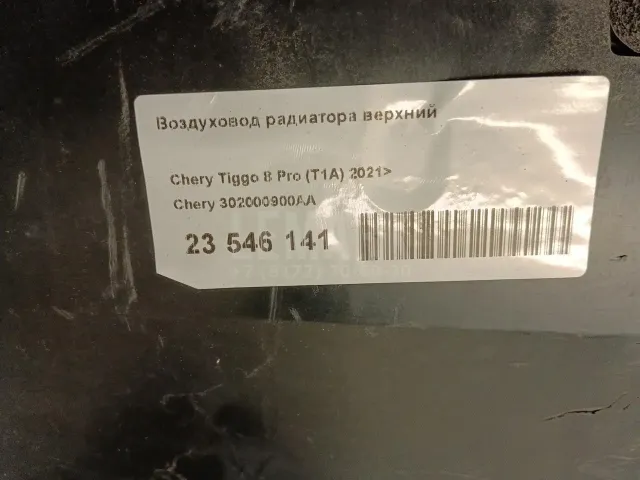 Воздуховод радиатора верхний
Chery Tiggo 8 Pro (T1A) 2021>
Chery 302000900AA
23 546 141